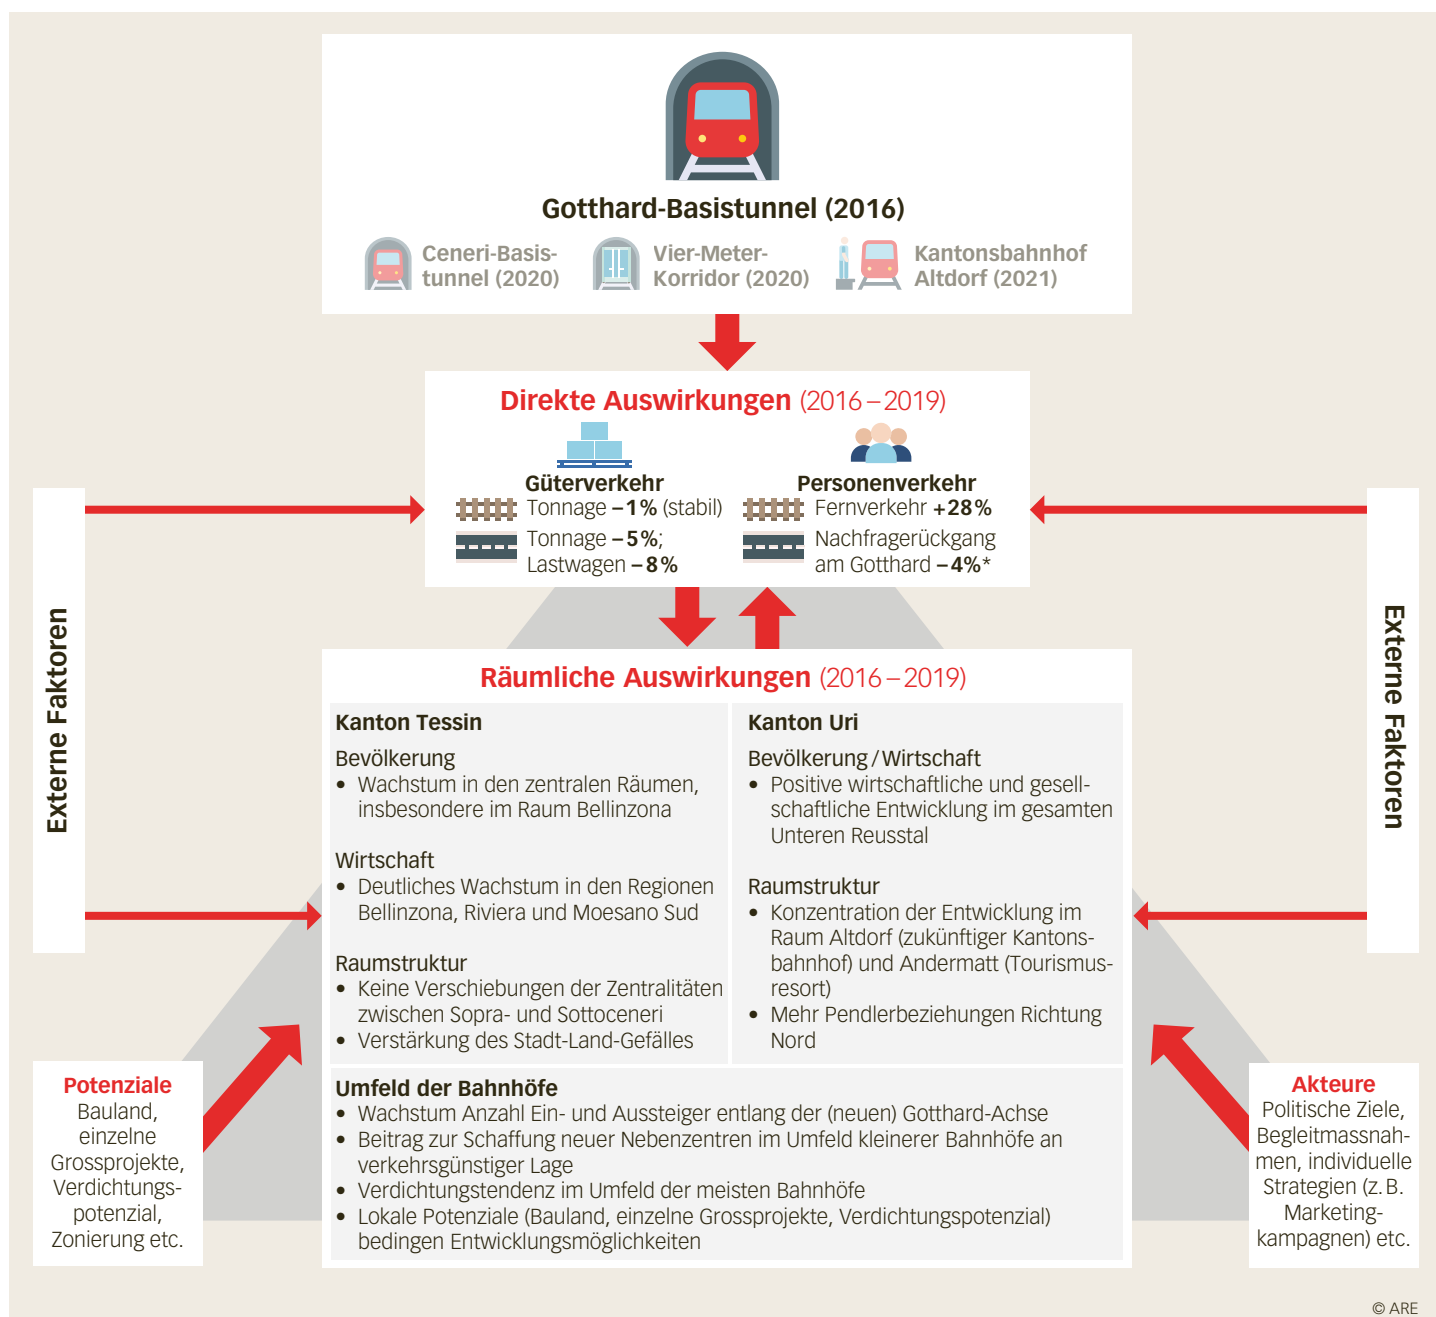 Gotthard-Basistunnel (2016)
Ceneri-Basis-
tunnel (2020)
Vier-Meter-
Korridor (2020)
Kantonsbahnhof
Altdorf (2021)
Direkte Auswirkungen (2016 – 2019)
Güterverkehr
Tonnage – 1 % (stabil)
Tonnage – 5 %;
Lastwagen – 8 %
Personenverkehr
Fernverkehr + 28 %
Nachfragerückgang
am Gotthard – 4%*
Externe Faktoren
Externe Faktoren
Räumliche Auswirkungen (2016 – 2019)
Kanton Tessin
Bevölkerung
• Wachstum in den zentralen Räumen,
insbesondere im Raum Bellinzona
Wirtschaft
• Deutliches Wachstum in den Regionen
Bellinzona, Riviera und Moesano Sud
Raumstruktur
• Keine Verschiebungen der Zentralitäten
zwischen Sopra- und Sottoceneri
• Verstärkung des Stadt-Land-Gefälles
Kanton Uri
Bevölkerung / Wirtschaft
• Positive wirtschaftliche und gesell-
schaftliche Entwicklung im gesamten
Unteren Reusstal
Raumstruktur
• Konzentration der Entwicklung im
Raum Altdorf (zukünftiger Kantons-
bahnhof) und Andermatt (Tourismus-
resort)
• Mehr Pendlerbeziehungen Richtung
Nord
Umfeld der Bahnhöfe
• Wachstum Anzahl Ein- und Aussteiger entlang der (neuen) Gotthard-Achse
• Beitrag zur Schaffung neuer Nebenzentren im Umfeld kleinerer Bahnhöfe an
verkehrsgünstiger Lage
• Verdichtungstendenz im Umfeld der meisten Bahnhöfe
• Lokale Potenziale (Bauland, einzelne Grossprojekte, Verdichtungspotenzial)
bedingen Entwicklungsmöglichkeiten
Potenziale
Bauland,
einzelne
Grossprojekte,
Verdichtungs-
potenzial,
Zonierung etc.
Akteure
Politische Ziele,
Begleitmassnah-
men, individuelle
Strategien (z. B.
Marketing-
kampagnen) etc.
© ARE